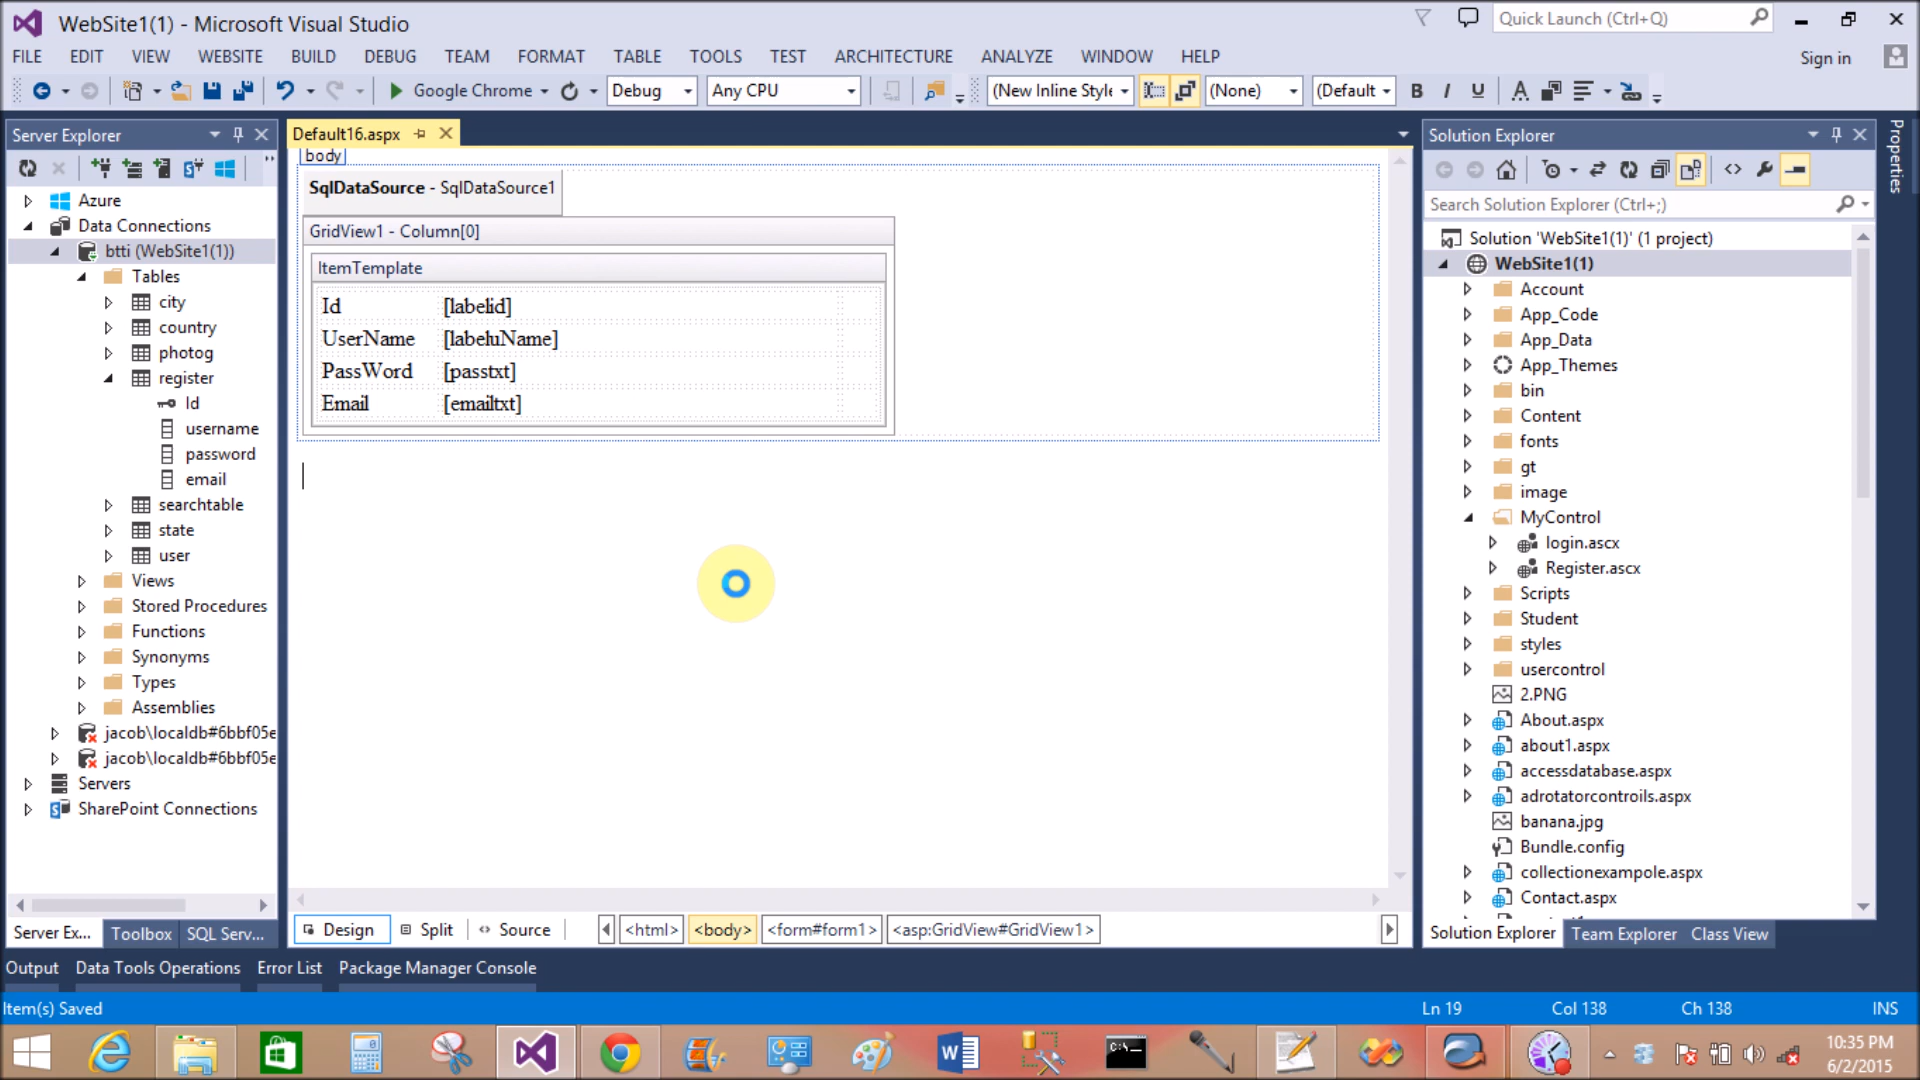 WebSite1(1) - Microsoft Visual Studio
Quick Launch (Ctrl+Q)
FILE EDIT VIEW WEBSITE BUILD DEBUG TEAM FORMAT TABLE TOOLS TEST ARCHITECTURE ANALYZE WINDOW HELP
Sign in
Google Chrome Debug Any CPU (New Inline Style (None) (Default B I U A
Server Explorer
Azure
Data Connections
btti (WebSite1(1))
Tables
city
country
photog
register
Id
username
password
email
searchtable
state
user
Views
Stored Procedures
Functions
Synonyms
Types
Assemblies
jacob\localdb#6bbf05e
jacob\localdb#6bbf05e
Servers
SharePoint Connections
Server Ex... Toolbox SQL Serv...
Default16.aspx
body
SqlDataSource - SqlDataSource1
GridView1 - Column[0]
ItemTemplate
Id [labelid]
UserName [labeluName]
PassWord [passtxt]
Email [emailtxt]
Design Split Source <html> <body> <form#form1> <asp:GridView#GridView1>
Solution Explorer
Search Solution Explorer (Ctrl+;)
Solution 'WebSite1(1)' (1 project)
WebSite1(1)
Account
App_Code
App_Data
App_Themes
bin
Content
fonts
gt
image
MyControl
login.ascx
Register.ascx
Scripts
Student
styles
usercontrol
2.PNG
About.aspx
about1.aspx
accessdatabase.aspx
adrotatorcontroils.aspx
banana.jpg
Bundle.config
collectionexampole.aspx
Contact.aspx
Solution Explorer Team Explorer Class View
Properties
Output Data Tools Operations Error List Package Manager Console
Item(s) Saved
Ln 19 Col 138 Ch 138 INS
10:35 PM
6/2/2015